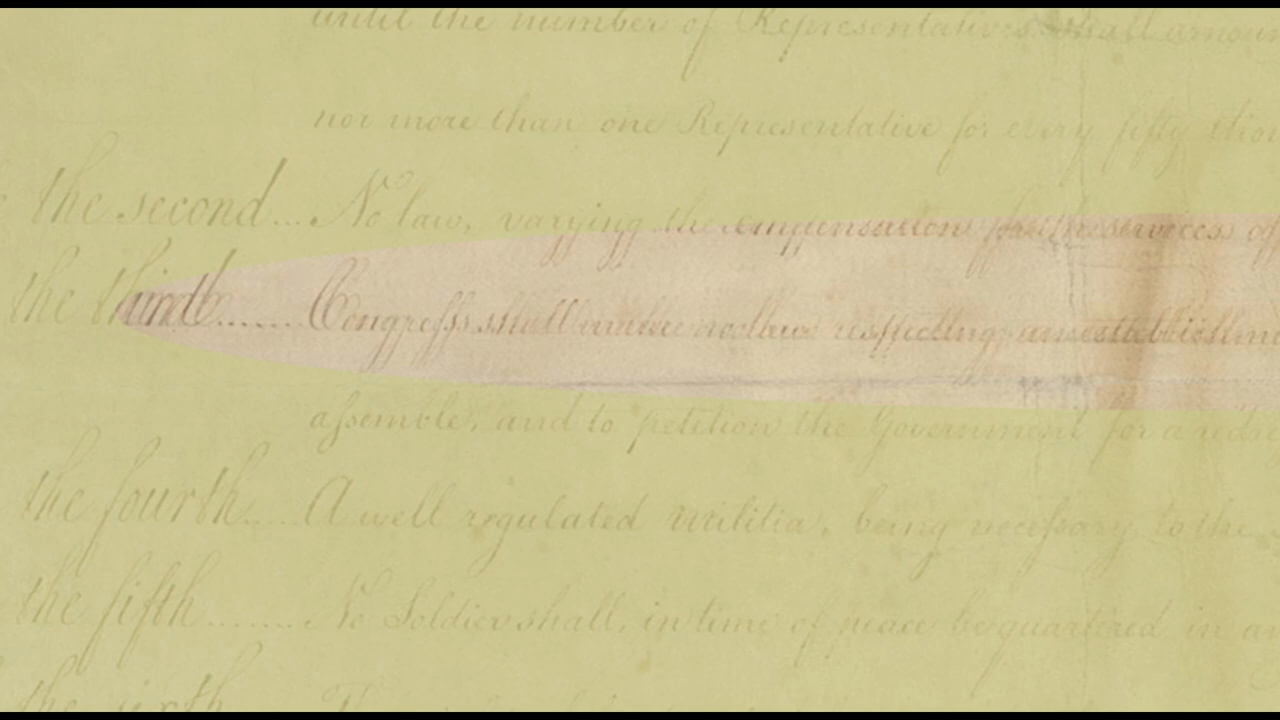 until the number of Representatives shall amoun
nor more than one Representative for every fifty thou
the second... No law, varying the compensation for the services of
the third....... Congress shall make no law respecting an establishm
assemble, and to petition the Government for a redre
the fourth..... A well regulated militia, being necessary to the
the fifth........ No Soldier shall, in time of peace be quartered in an
the sixth